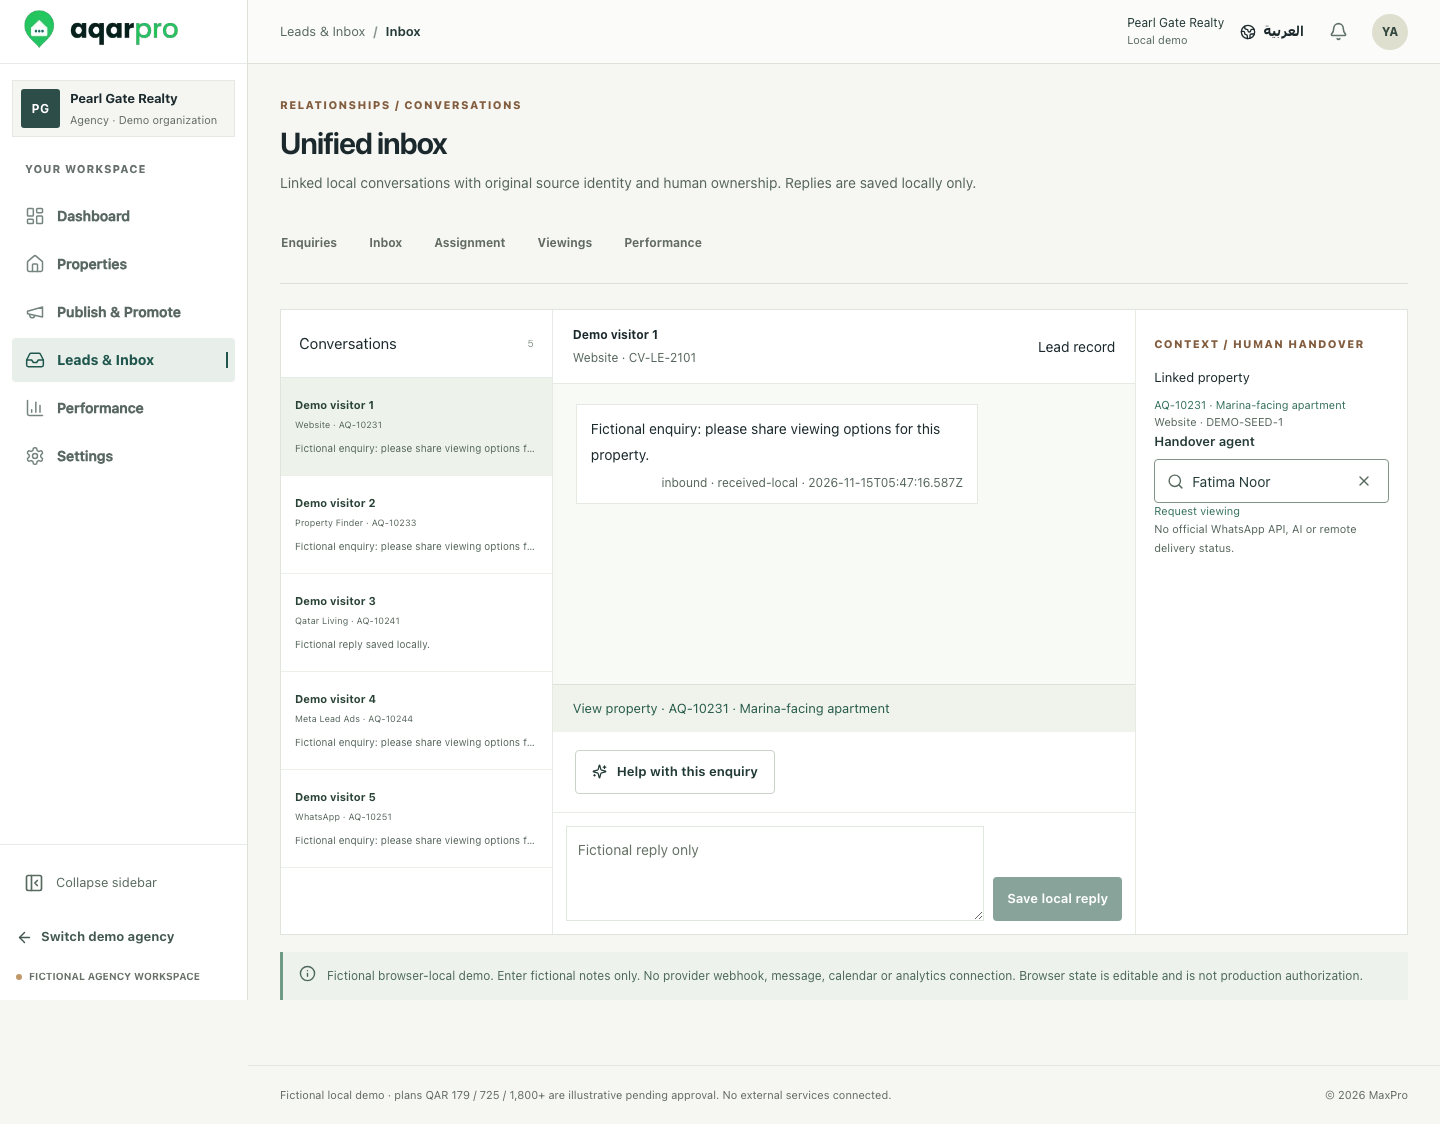 aqarpro
Leads & Inbox / Inbox
Pearl Gate Realty
Local demo
العربية
YA
PG
Pearl Gate Realty
Agency · Demo organization
YOUR WORKSPACE
Dashboard
Properties
Publish & Promote
Leads & Inbox
Performance
Settings
Collapse sidebar
Switch demo agency
FICTIONAL AGENCY WORKSPACE
RELATIONSHIPS / CONVERSATIONS
Unified inbox
Linked local conversations with original source identity and human ownership. Replies are saved locally only.
Enquiries
Inbox
Assignment
Viewings
Performance
Conversations
5
Demo visitor 1
Website · AQ-10231
Fictional enquiry: please share viewing options f...
Demo visitor 2
Property Finder · AQ-10233
Fictional enquiry: please share viewing options f...
Demo visitor 3
Qatar Living · AQ-10241
Fictional reply saved locally.
Demo visitor 4
Meta Lead Ads · AQ-10244
Fictional enquiry: please share viewing options f...
Demo visitor 5
WhatsApp · AQ-10251
Fictional enquiry: please share viewing options f...
Demo visitor 1
Website · CV-LE-2101
Lead record
Fictional enquiry: please share viewing options for this
property.
inbound · received-local · 2026-11-15T05:47:16.587Z
View property · AQ-10231 · Marina-facing apartment
Help with this enquiry
Fictional reply only
Save local reply
CONTEXT / HUMAN HANDOVER
Linked property
AQ-10231 · Marina-facing apartment
Website · DEMO-SEED-1
Handover agent
Fatima Noor
Request viewing
No official WhatsApp API, AI or remote
delivery status.
Fictional browser-local demo. Enter fictional notes only. No provider webhook, message, calendar or analytics connection. Browser state is editable and is not production authorization.
Fictional local demo · plans QAR 179 / 725 / 1,800+ are illustrative pending approval. No external services connected.
© 2026 MaxPro